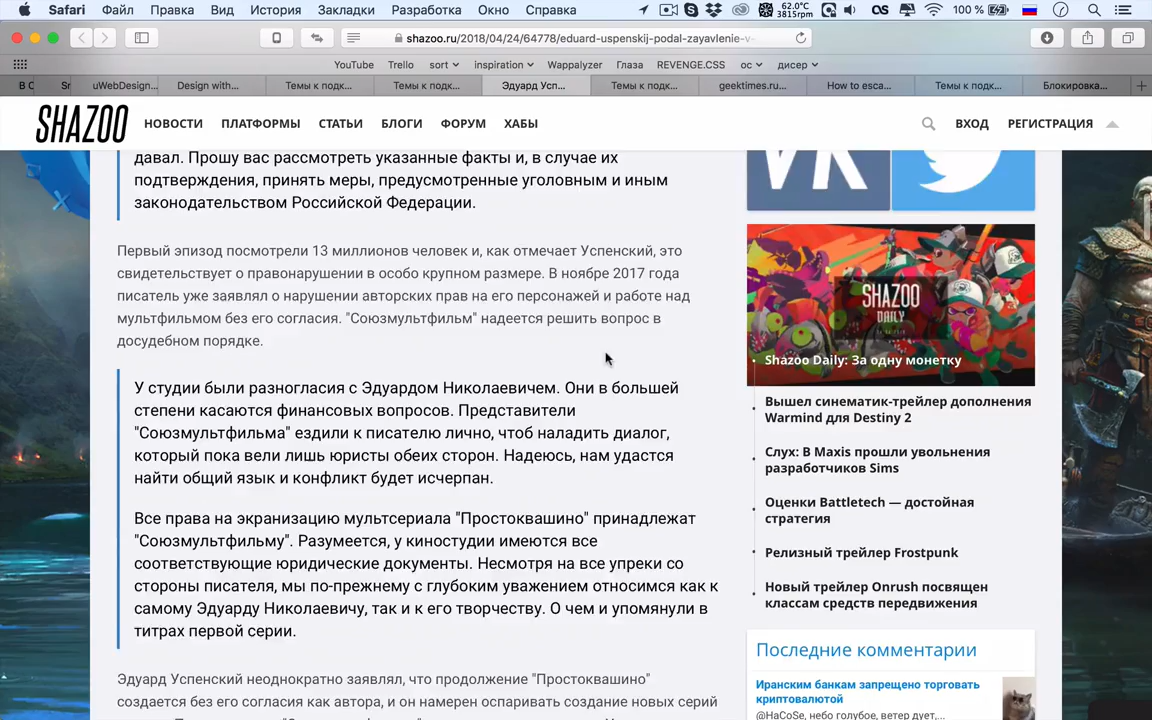 Safari Файл Правка Вид История Закладки Разработка Окно Справка 62.0°C 3815rpm 100 %
shazoo.ru/2018/04/24/64778/eduard-uspenskij-podal-zayavlenie-v-
YouTube Trello sort inspiration Wappalyzer Глаза REVENGE.CSS ос дисер
В С Sr uWebDesign... Design with... Темы к подк... Темы к подк... Эдуард Усп... Темы к подк... geektimes.ru... How to esca... Темы к подк... Блокировка...
SHAZOO НОВОСТИ ПЛАТФОРМЫ СТАТЬИ БЛОГИ ФОРУМ ХАБЫ ВХОД РЕГИСТРАЦИЯ
давал. Прошу вас рассмотреть указанные факты и, в случае их
подтверждения, принять меры, предусмотренные уголовным и иным
законодательством Российской Федерации.
Первый эпизод посмотрели 13 миллионов человек и, как отмечает Успенский, это
свидетельствует о правонарушении в особо крупном размере. В ноябре 2017 года
писатель уже заявлял о нарушении авторских прав на его персонажей и работе над
мультфильмом без его согласия. "Союзмультфильм" надеется решить вопрос в
досудебном порядке.
У студии были разногласия с Эдуардом Николаевичем. Они в большей
степени касаются финансовых вопросов. Представители
"Союзмультфильма" ездили к писателю лично, чтоб наладить диалог,
который пока вели лишь юристы обеих сторон. Надеюсь, нам удастся
найти общий язык и конфликт будет исчерпан.
Все права на экранизацию мультсериала "Простоквашино" принадлежат
"Союзмультфильму". Разумеется, у киностудии имеются все
соответствующие юридические документы. Несмотря на все упреки со
стороны писателя, мы по-прежнему с глубоким уважением относимся как к
самому Эдуарду Николаевичу, так и к его творчеству. О чем и упомянули в
титрах первой серии.
Эдуард Успенский неоднократно заявлял, что продолжение "Простоквашино"
создается без его согласия как автора, и он намерен оспаривать создание новых серий
VK
SHAZOO
DAILY
Shazoo Daily: За одну монетку
Вышел синематик-трейлер дополнения
Warmind для Destiny 2
Слух: В Maxis прошли увольнения
разработчиков Sims
Оценки Battletech — достойная
стратегия
Релизный трейлер Frostpunk
Новый трейлер Onrush посвящен
классам средств передвижения
Последние комментарии
Иранским банкам запрещено торговать
криптовалютой
@HaCoSe, небо голубое, ветер дует,...